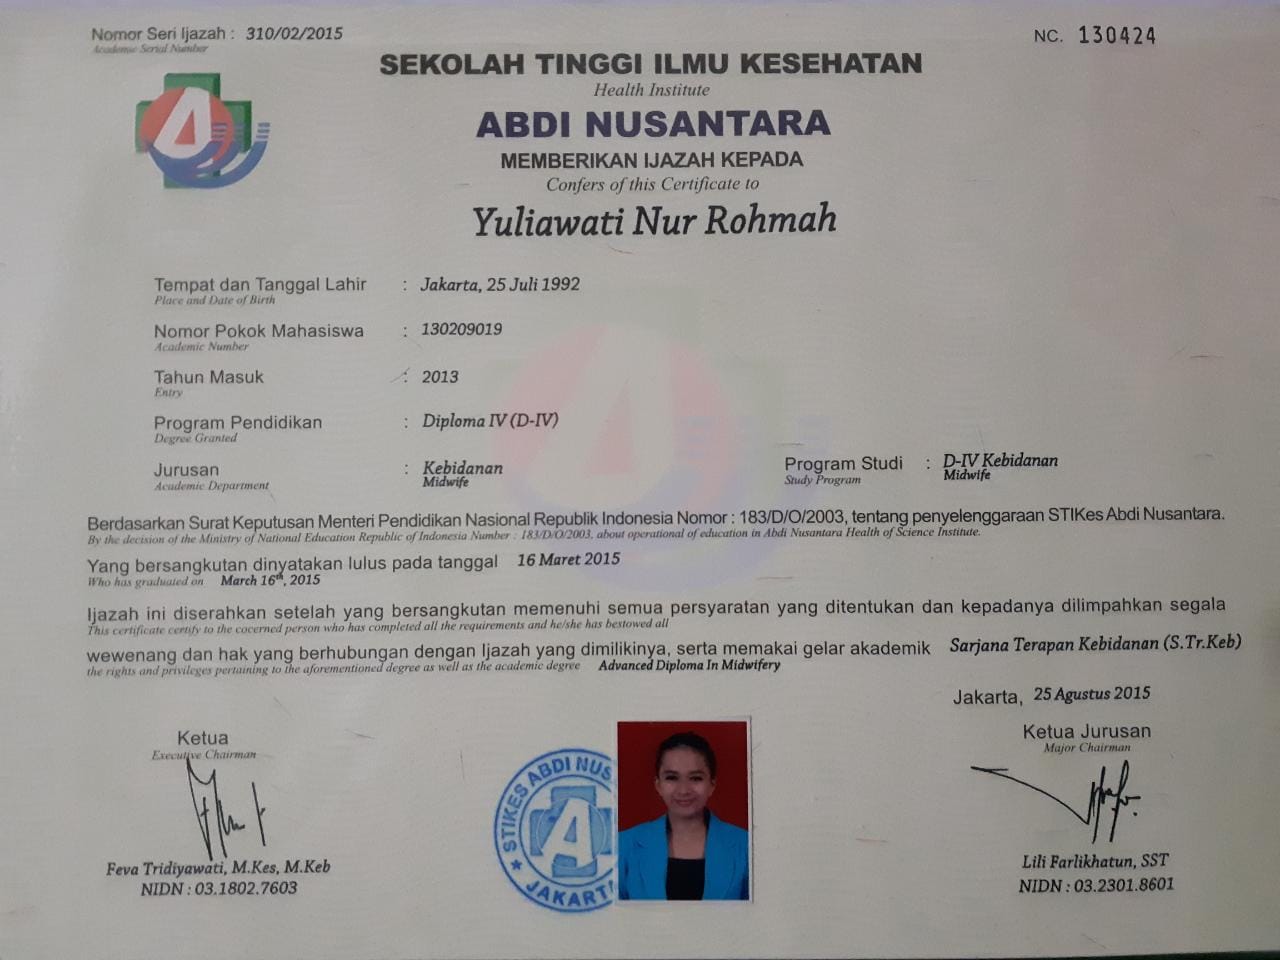 Nomor Seri Ijazah : 310/02/2015
Academic Serial Number
NC. 130424
SEKOLAH TINGGI ILMU KESEHATAN
Health Institute
ABDI NUSANTARA
MEMBERIKAN IJAZAH KEPADA
Confers of this Certificate to
Yuliawati Nur Rohmah
Tempat dan Tanggal Lahir : Jakarta, 25 Juli 1992
Place and Date of Birth
Nomor Pokok Mahasiswa : 130209019
Academic Number
Tahun Masuk : 2013
Entry
Program Pendidikan : Diploma IV (D-IV)
Degree Granted
Jurusan : Kebidanan
Academic Department Midwife
Program Studi : D-IV Kebidanan
Study Program Midwife
Berdasarkan Surat Keputusan Menteri Pendidikan Nasional Republik Indonesia Nomor : 183/D/O/2003, tentang penyelenggaraan STIKes Abdi Nusantara.
By the decision of the Ministry of National Education Republic of Indonesia Number : 183/D/O/2003, about operational of education in Abdi Nusantara Health of Science Institute.
Yang bersangkutan dinyatakan lulus pada tanggal 16 Maret 2015
Who has graduated on March 16th, 2015
Ijazah ini diserahkan setelah yang bersangkutan memenuhi semua persyaratan yang ditentukan dan kepadanya dilimpahkan segala
This certificate certify to the cocerned person who has completed all the requirements and he/she has bestowed all
wewenang dan hak yang berhubungan dengan Ijazah yang dimilikinya, serta memakai gelar akademik Sarjana Terapan Kebidanan (S.Tr.Keb)
the rights and privileges pertaining to the aforementioned degree as well as the academic degree Advanced Diploma In Midwifery
Jakarta, 25 Agustus 2015
Ketua
Executive Chairman
Feva Tridiyawati, M.Kes, M.Keb
NIDN : 03.1802.7603
STIKES ABDI NUS
A
JAKARTA
Ketua Jurusan
Major Chairman
Lili Farlikhatun, SST
NIDN : 03.2301.8601